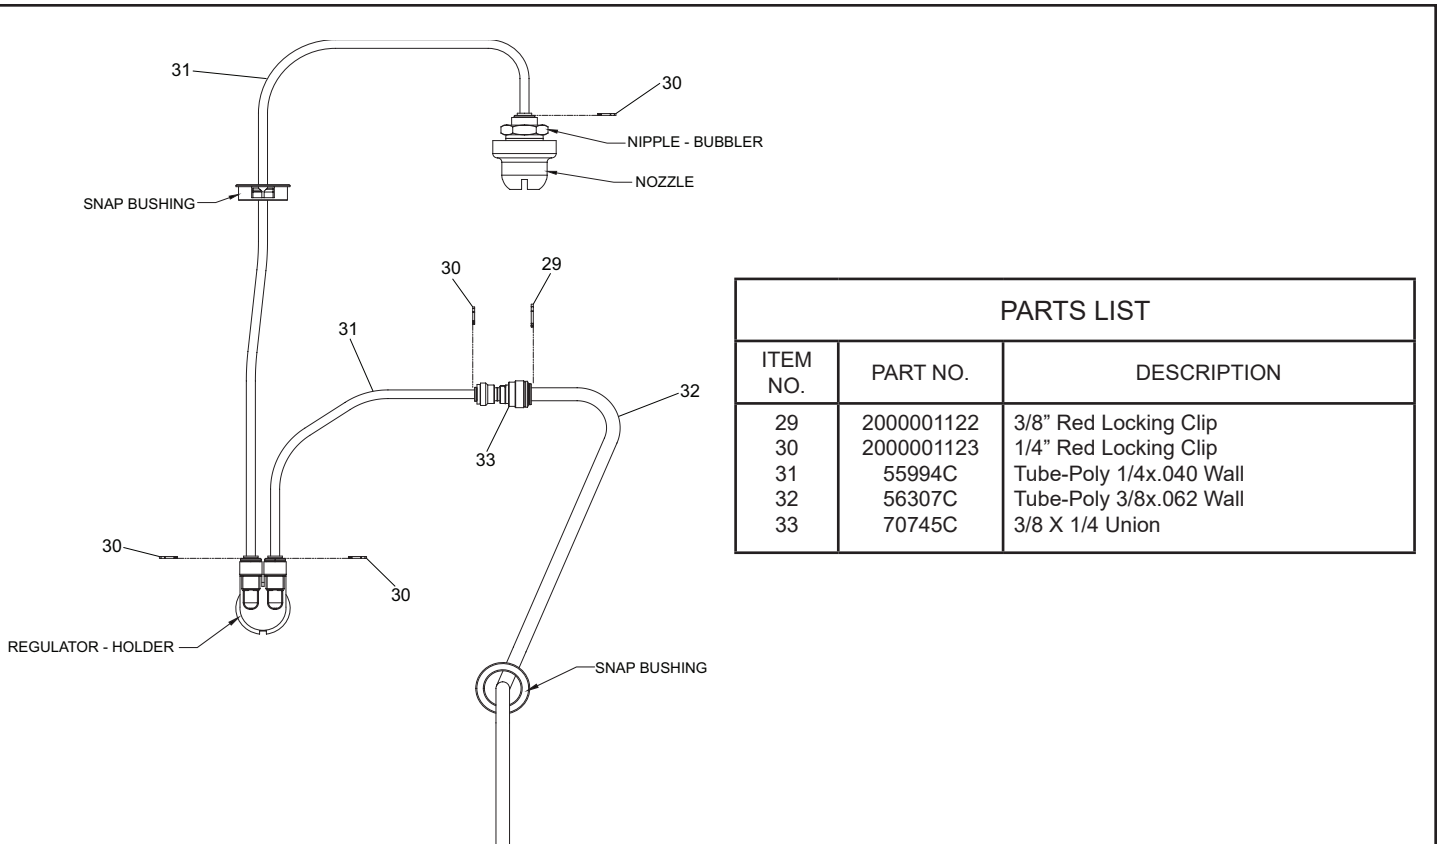 31
30
NIPPLE - BUBBLER
NOZZLE
SNAP BUSHING
30
29
31
32
33
30
30
REGULATOR - HOLDER
SNAP BUSHING
PARTS LIST
ITEM NO. PART NO. DESCRIPTION
29 2000001122 3/8” Red Locking Clip
30 2000001123 1/4” Red Locking Clip
31 55994C Tube-Poly 1/4x.040 Wall
32 56307C Tube-Poly 3/8x.062 Wall
33 70745C 3/8 X 1/4 Union